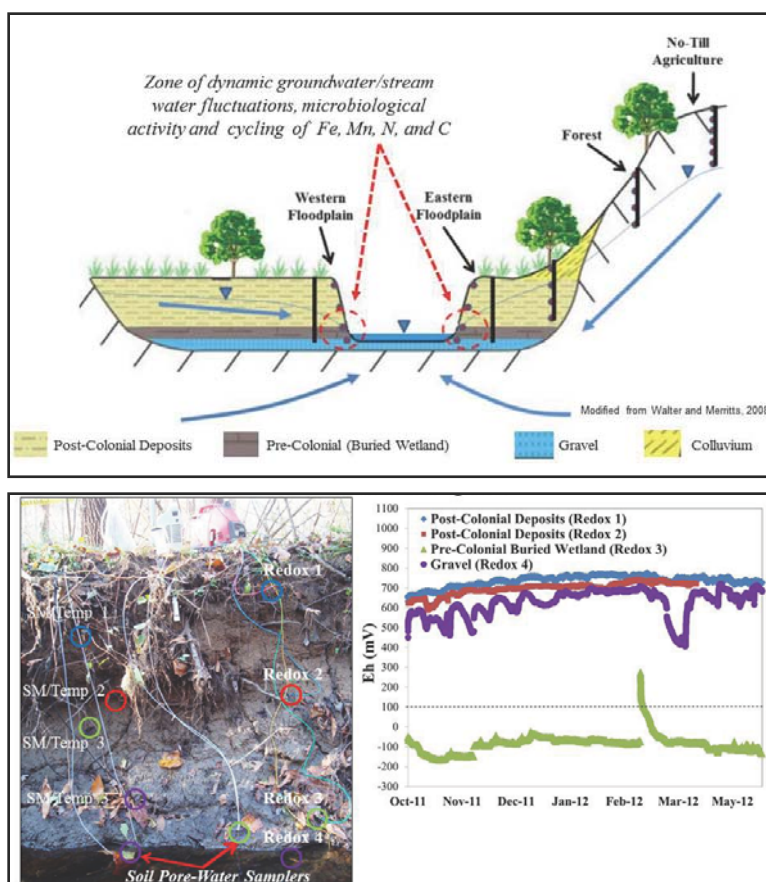 No-Till
Agriculture
Zone of dynamic groundwater/stream
water fluctuations, microbiological
activity and cycling of Fe, Mn, N, and C
Forest
Western
Floodplain
Eastern
Floodplain
Modified from Walter and Merritts, 2008
Post-Colonial Deposits
Pre-Colonial (Buried Wetland)
Gravel
Colluvium
Redox 1
SM/Temp 1
Redox 2
SM/Temp 2
SM/Temp 3
Redox 3
Redox 4
Soil Pore-Water Samplers
Post-Colonial Deposits (Redox 1)
Post-Colonial Deposits (Redox 2)
Pre-Colonial Buried Wetland (Redox 3)
Gravel (Redox 4)
Eh (mV)
1100
1000
900
800
700
600
500
400
300
200
100
0
-100
-200
-300
Oct-11 Nov-11 Dec-11 Jan-12 Feb-12 Mar-12 May-12